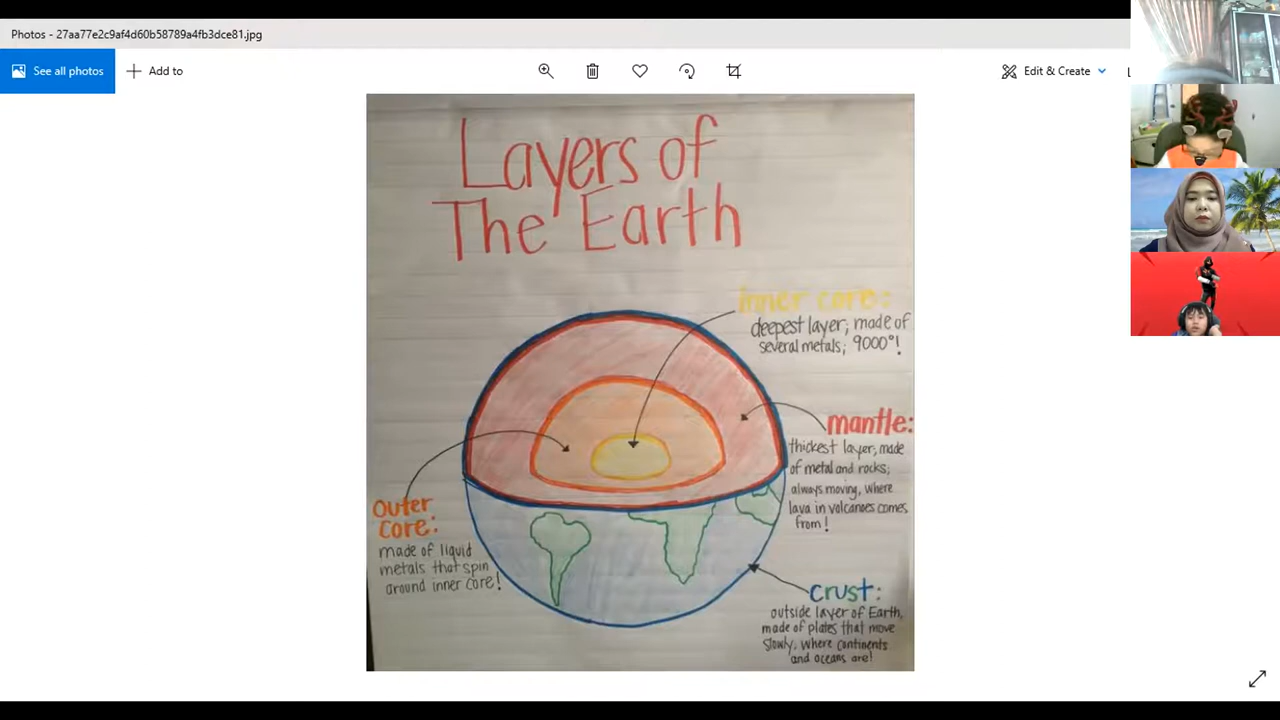 Photos - 27aa77e2c9af4d60b58789a4fb3dce81.jpg
See all photos
Add to
Edit & Create
Layers of
The Earth
inner core:
deepest layer; made of
several metals; 9000°!
mantle:
thickest layer; made
of metal and rocks;
always moving, where
lava in volcanoes comes
from!
outer
core:
made of liquid
metals that spin
around inner core!
crust:
outside layer of Earth,
made of plates that move
slowly; where continents
and oceans are!